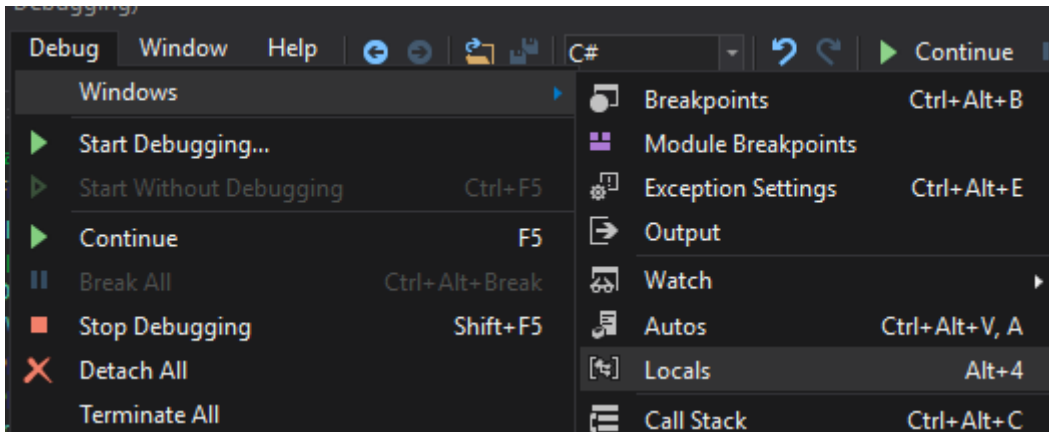 Debugging)
Debug Window Help C# Continue
Windows
Start Debugging...
Start Without Debugging Ctrl+F5
Continue F5
Break All Ctrl+Alt+Break
Stop Debugging Shift+F5
Detach All
Terminate All
Breakpoints Ctrl+Alt+B
Module Breakpoints
Exception Settings Ctrl+Alt+E
Output
Watch
Autos Ctrl+Alt+V, A
Locals Alt+4
Call Stack Ctrl+Alt+C